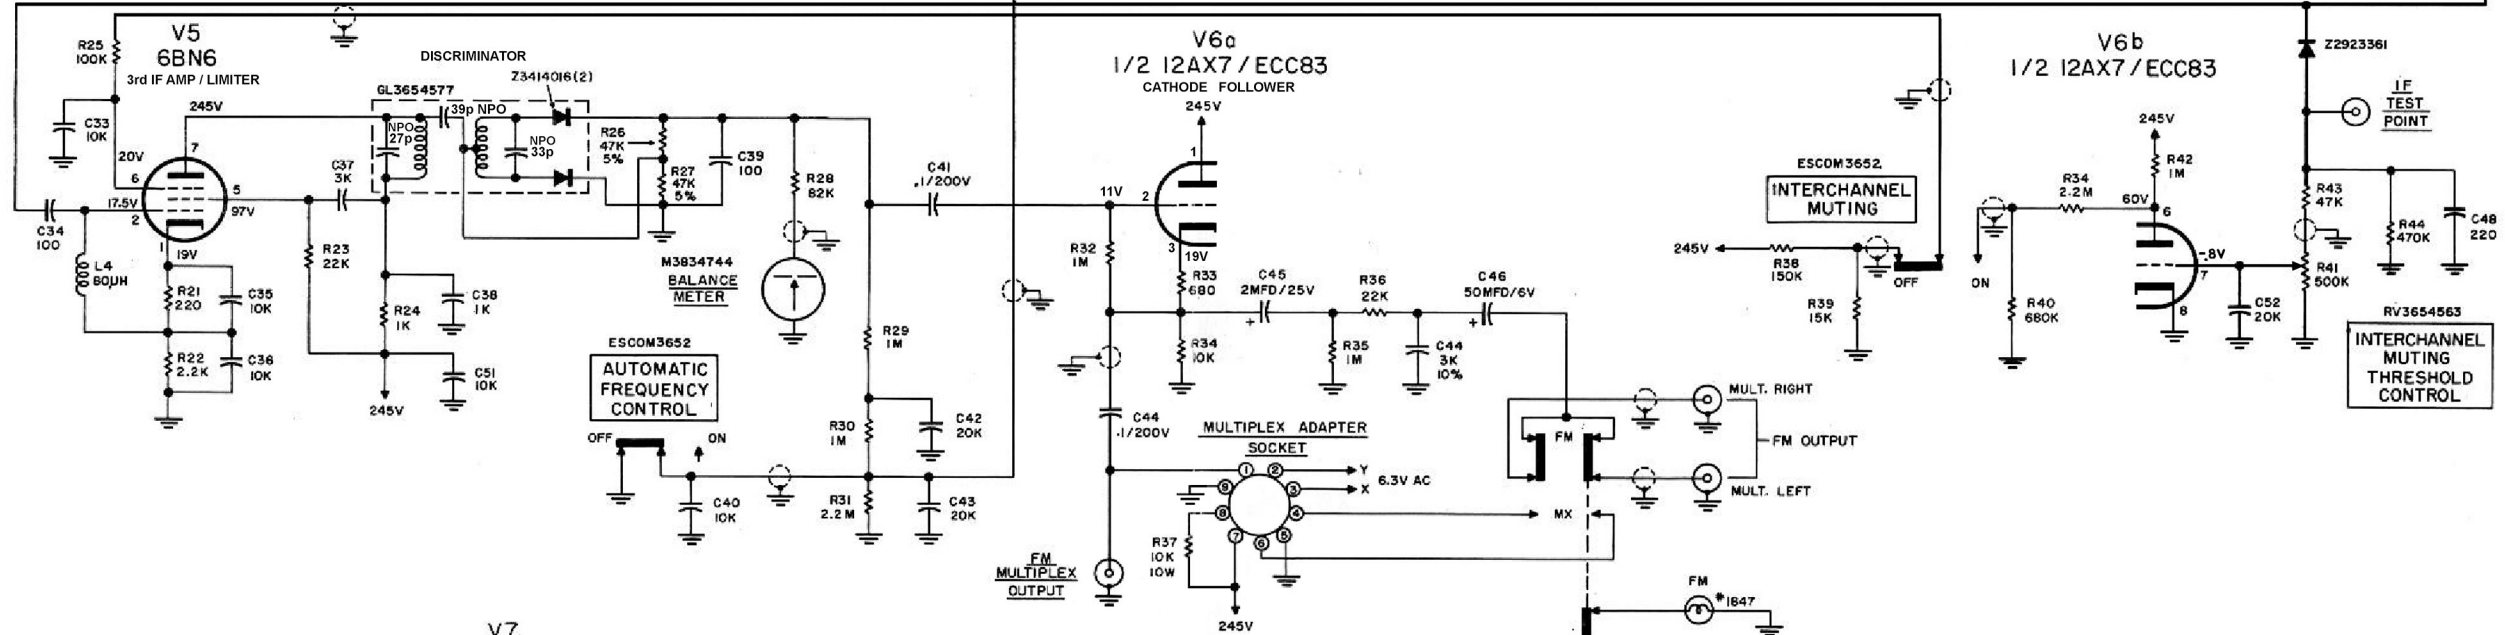 V5
6BN6
3rd IF AMP / LIMITER
R25
100K
C33
10K
20V
6
17.5V
2
C34
100
L4
80µH
7
245V
5
97V
1
19V
R21
220
C35
10K
R22
2.2K
C36
10K
R23
22K
C37
3K
DISCRIMINATOR
Z3414016(2)
GL3654577
39p NPO
NPO
27p
NPO
33p
R24
1K
C38
1K
C51
10K
245V
R26
47K
5%
R27
47K
5%
C39
100
R28
82K
M3834744
BALANCE
METER
ESCOM3652
AUTOMATIC
FREQUENCY
CONTROL
OFF
ON
C40
10K
R29
1M
R30
1M
C42
20K
R31
2.2M
C43
20K
C41
.1/200V
V6a
1/2 12AX7/ECC83
CATHODE FOLLOWER
245V
1
11V
2
3
19V
R32
1M
R33
680
R34
10K
C45
2MFD/25V
+
R36
22K
C46
50MFD/6V
+
R35
1M
C44
3K
10%
C44
.1/200V
MULTIPLEX ADAPTER
SOCKET
1
2
3
4
5
6
7
8
9
Y
X
6.3V AC
R37
10K
10W
245V
FM
MULTIPLEX
OUTPUT
FM
MX
MULT. RIGHT
FM OUTPUT
MULT. LEFT
FM
*1847
ESCOM3652
INTERCHANNEL
MUTING
245V
R38
150K
R39
15K
OFF
ON
V6b
1/2 12AX7/ECC83
245V
R42
1M
R34
2.2M
60V
6
R40
680K
-.8V
7
8
C52
20K
Z2923361
IF
TEST
POINT
R43
47K
R44
470K
C48
220
R41
500K
RV3654563
INTERCHANNEL
MUTING
THRESHOLD
CONTROL
V7